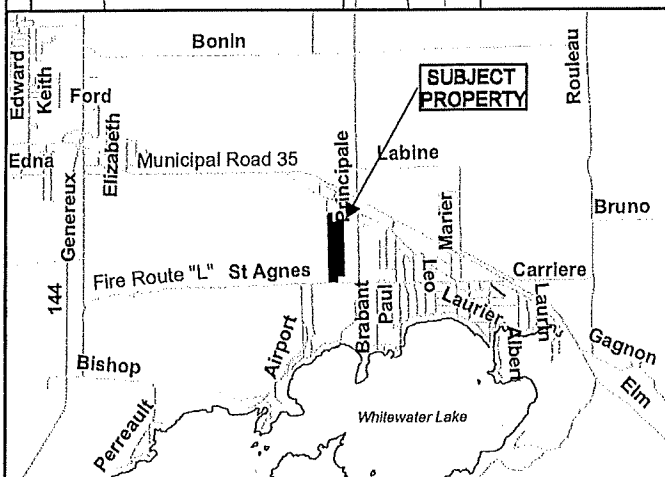 Bonin
Edward
Keith
Rouleau
SUBJECT
PROPERTY
Ford
Elizabeth
Edna
Municipal Road 35
Principale
Labine
Marier
Genereux
Bruno
Fire Route "L"
St Agnes
Leo
Carriere
144
Airport
Brabant
Paul
Laurier
Albert
Laurin
Gagnon
Bishop
Elm
Perreault
Whitewater Lake